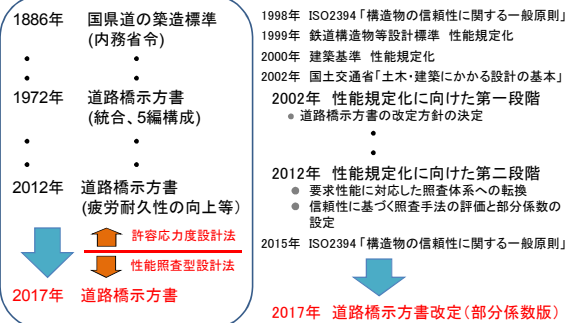 1886年 国県道の築造標準
(内務省令)
• •
• •
1972年 道路橋示方書
(統合、5編構成)
• •
• •
2012年 道路橋示方書
(疲労耐久性の向上等)
許容応力度設計法
性能照査型設計法
2017年 道路橋示方書
1998年 ISO2394「構造物の信頼性に関する一般原則」
1999年 鉄道構造物等設計標準 性能規定化
2000年 建築基準 性能規定化
2002年 国土交通省「土木・建築にかかる設計の基本」
2002年 性能規定化に向けた第一段階
● 道路橋示方書の改定方針の決定
•
•
2012年 性能規定化に向けた第二段階
● 要求性能に対応した照査体系への転換
● 信頼性に基づく照査手法の評価と部分係数の
設定
2015年 ISO2394「構造物の信頼性に関する一般原則」
2017年 道路橋示方書改定(部分係数版)